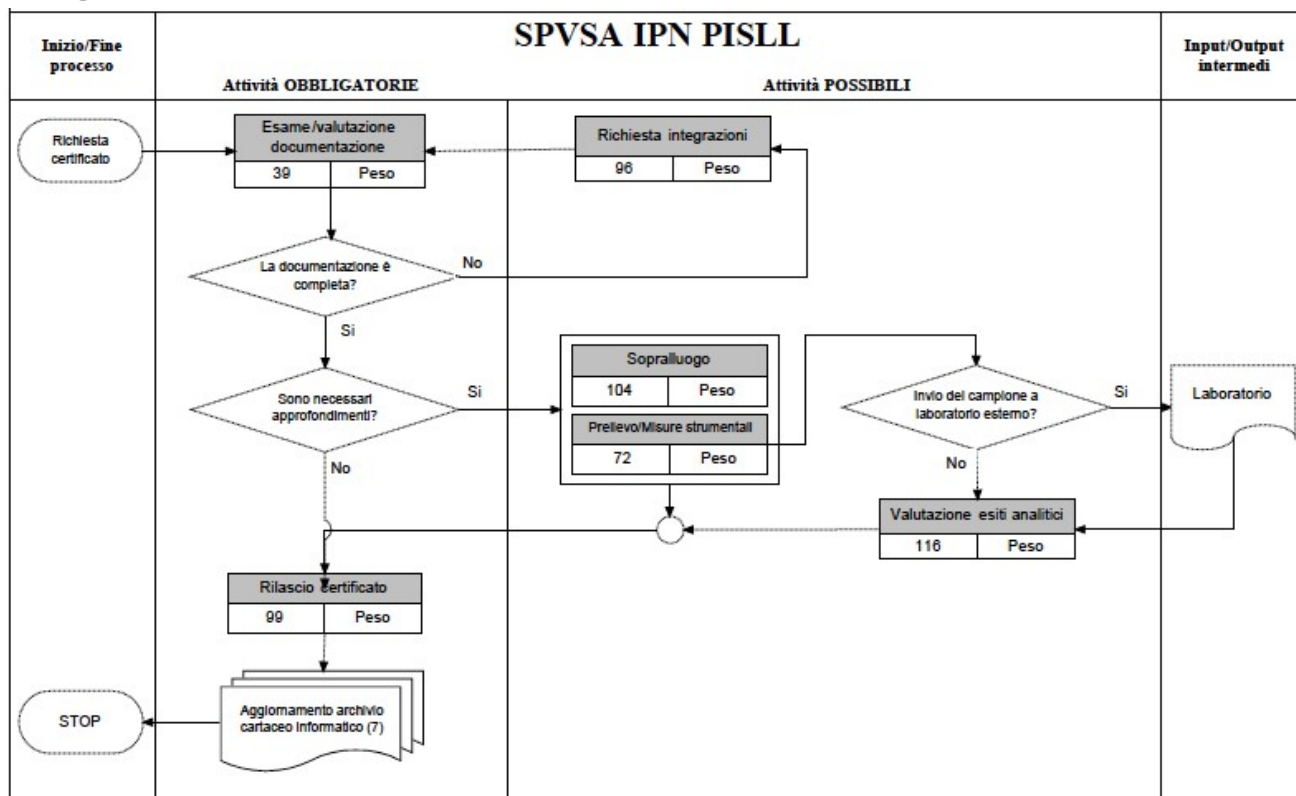 SPVSA IPN PISLL
Inizio/Fine
processo
Input/Output
intermedi
Attività OBBLIGATORIE
Attività POSSIBILI
Richiesta
certificato
Esame/valutazione
documentazione
39 Peso
Richiesta integrazioni
96 Peso
La documentazione è
completa?
No
Si
Sono necessari
approfondimenti?
Si
No
Sopralluogo
104 Peso
Prelievo/Misure strumentali
72 Peso
Invio del campione a
laboratorio esterno?
Si
No
Laboratorio
Valutazione esiti analitici
116 Peso
Rilascio certificato
99 Peso
Aggiornamento archivio
cartaceo informatico (7)
STOP